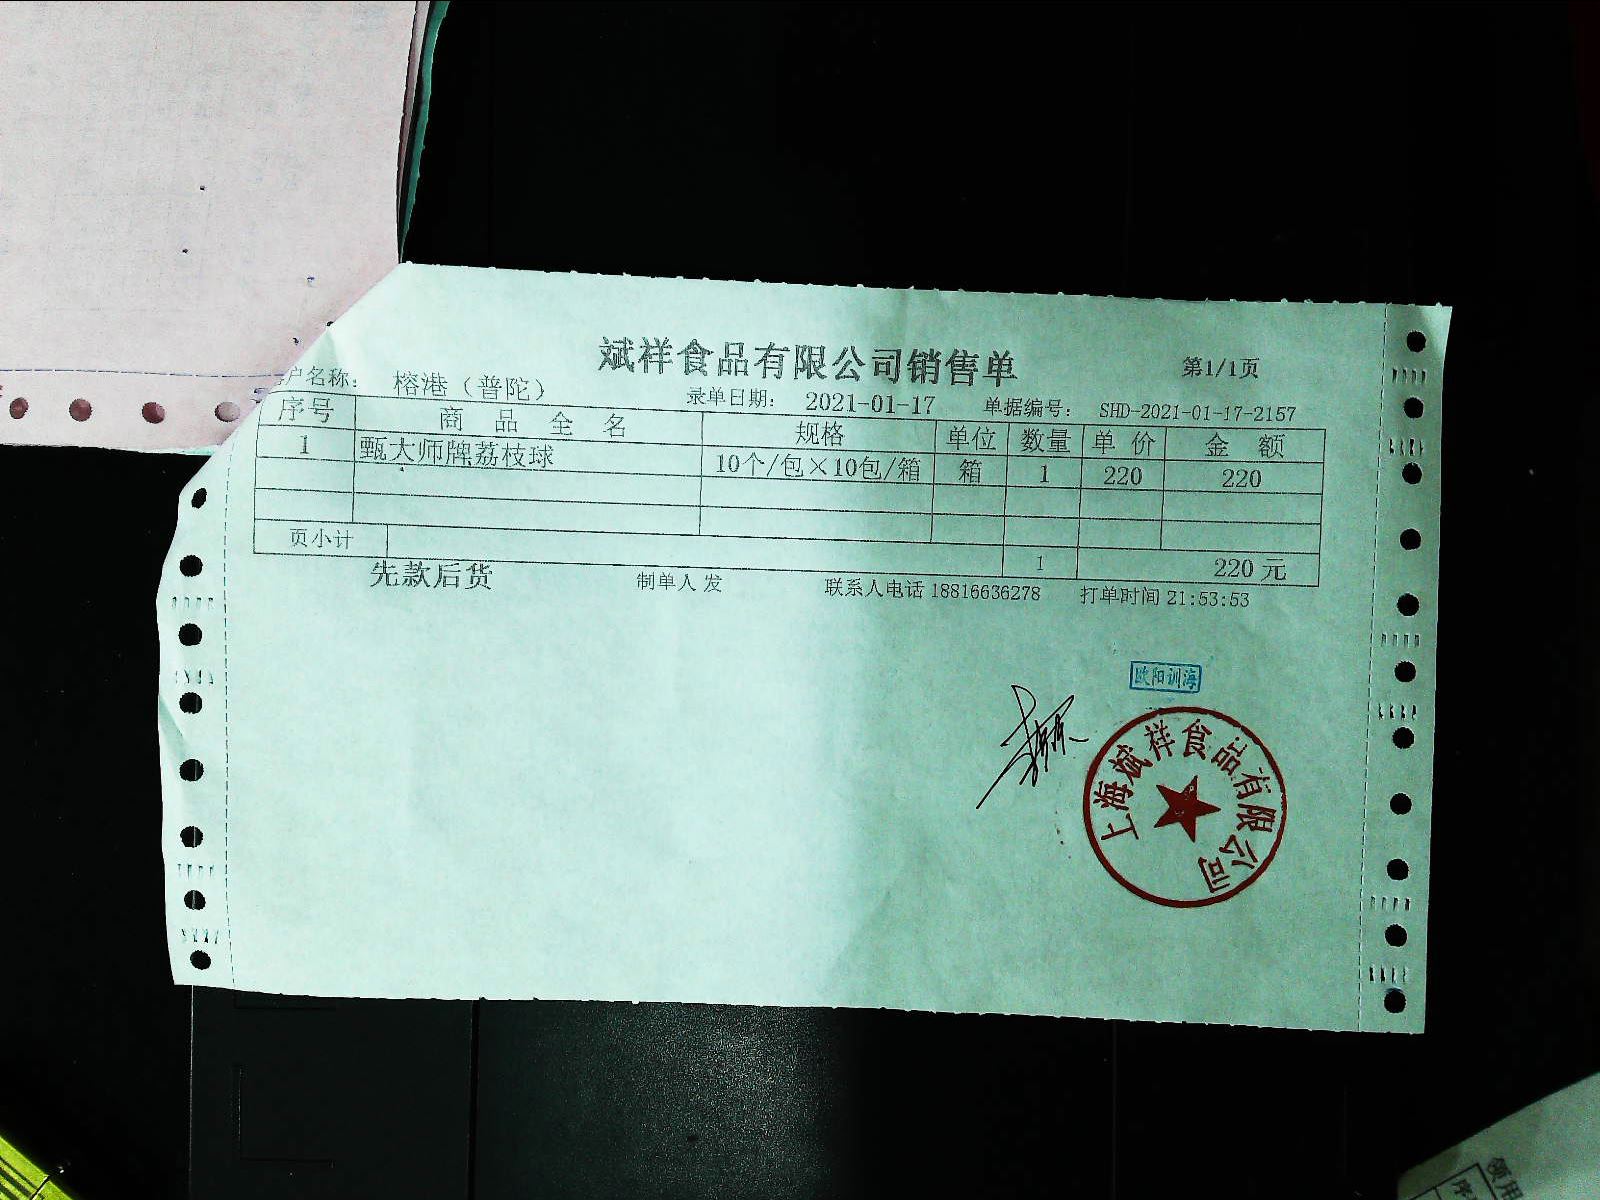 斌祥食品有限公司销售单
第1/1页
户名称： 榕港（普陀） 录单日期： 2021-01-17 单据编号： SHD-2021-01-17-2157
序号 商品全名 规格 单位 数量 单价 金额
1 甄大师牌荔枝球 10个/包×10包/箱 箱 1 220 220
页小计 1 220元
先款后货 制单人 发 联系人电话 18816636278 打单时间 21:53:53
欧阳训海
上海斌祥食品有限公司